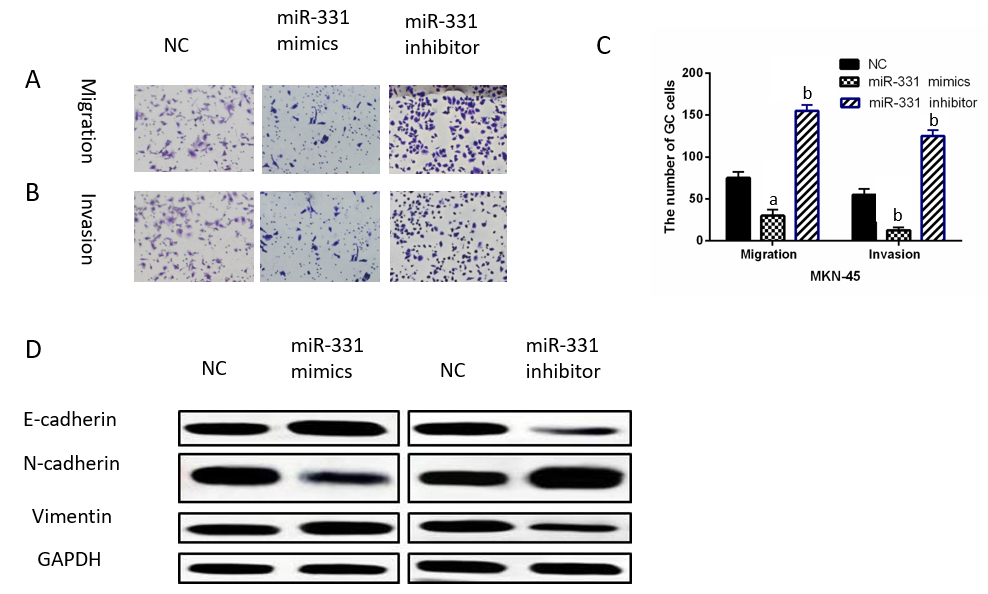 NC
miR-331
mimics
miR-331
inhibitor
A
Migration
B
Invasion
C
NC
miR-331 mimics
miR-331 inhibitor
The number of GC cells
200
150
100
50
0
a
b
b
b
Migration
Invasion
MKN-45
D
NC
miR-331
mimics
NC
miR-331
inhibitor
E-cadherin
N-cadherin
Vimentin
GAPDH